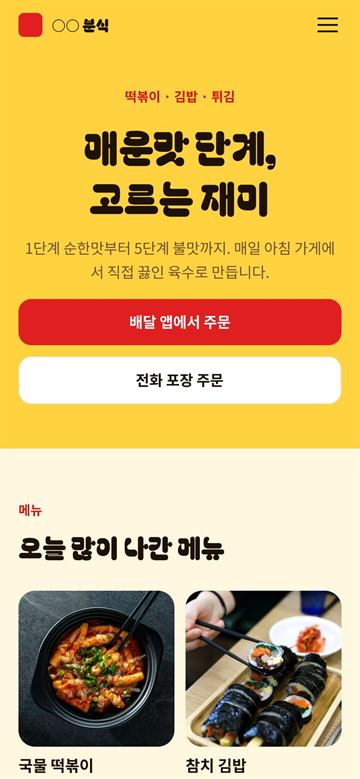 ○○ 분식
떡볶이 · 김밥 · 튀김
매운맛 단계,
고르는 재미
1단계 순한맛부터 5단계 불맛까지. 매일 아침 가게에
서 직접 끓인 육수로 만듭니다.
배달 앱에서 주문
전화 포장 주문
메뉴
오늘 많이 나간 메뉴
국물 떡볶이
참치 김밥